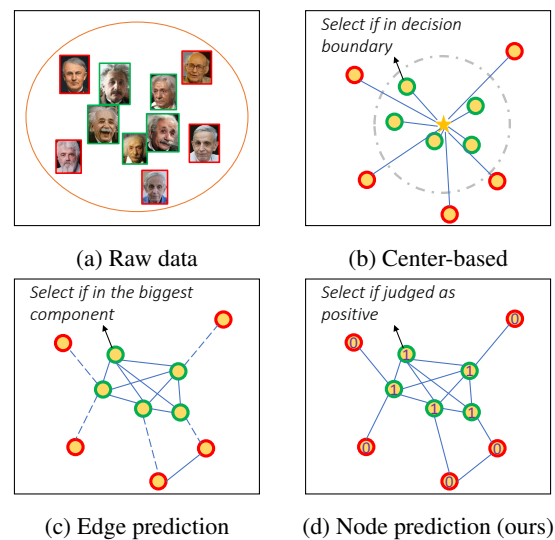 Select if in decision
boundary
(a) Raw data
(b) Center-based
Select if in the biggest
component
Select if judged as
positive
0
0
1
1
1
1
1
0
0
0
(c) Edge prediction
(d) Node prediction (ours)